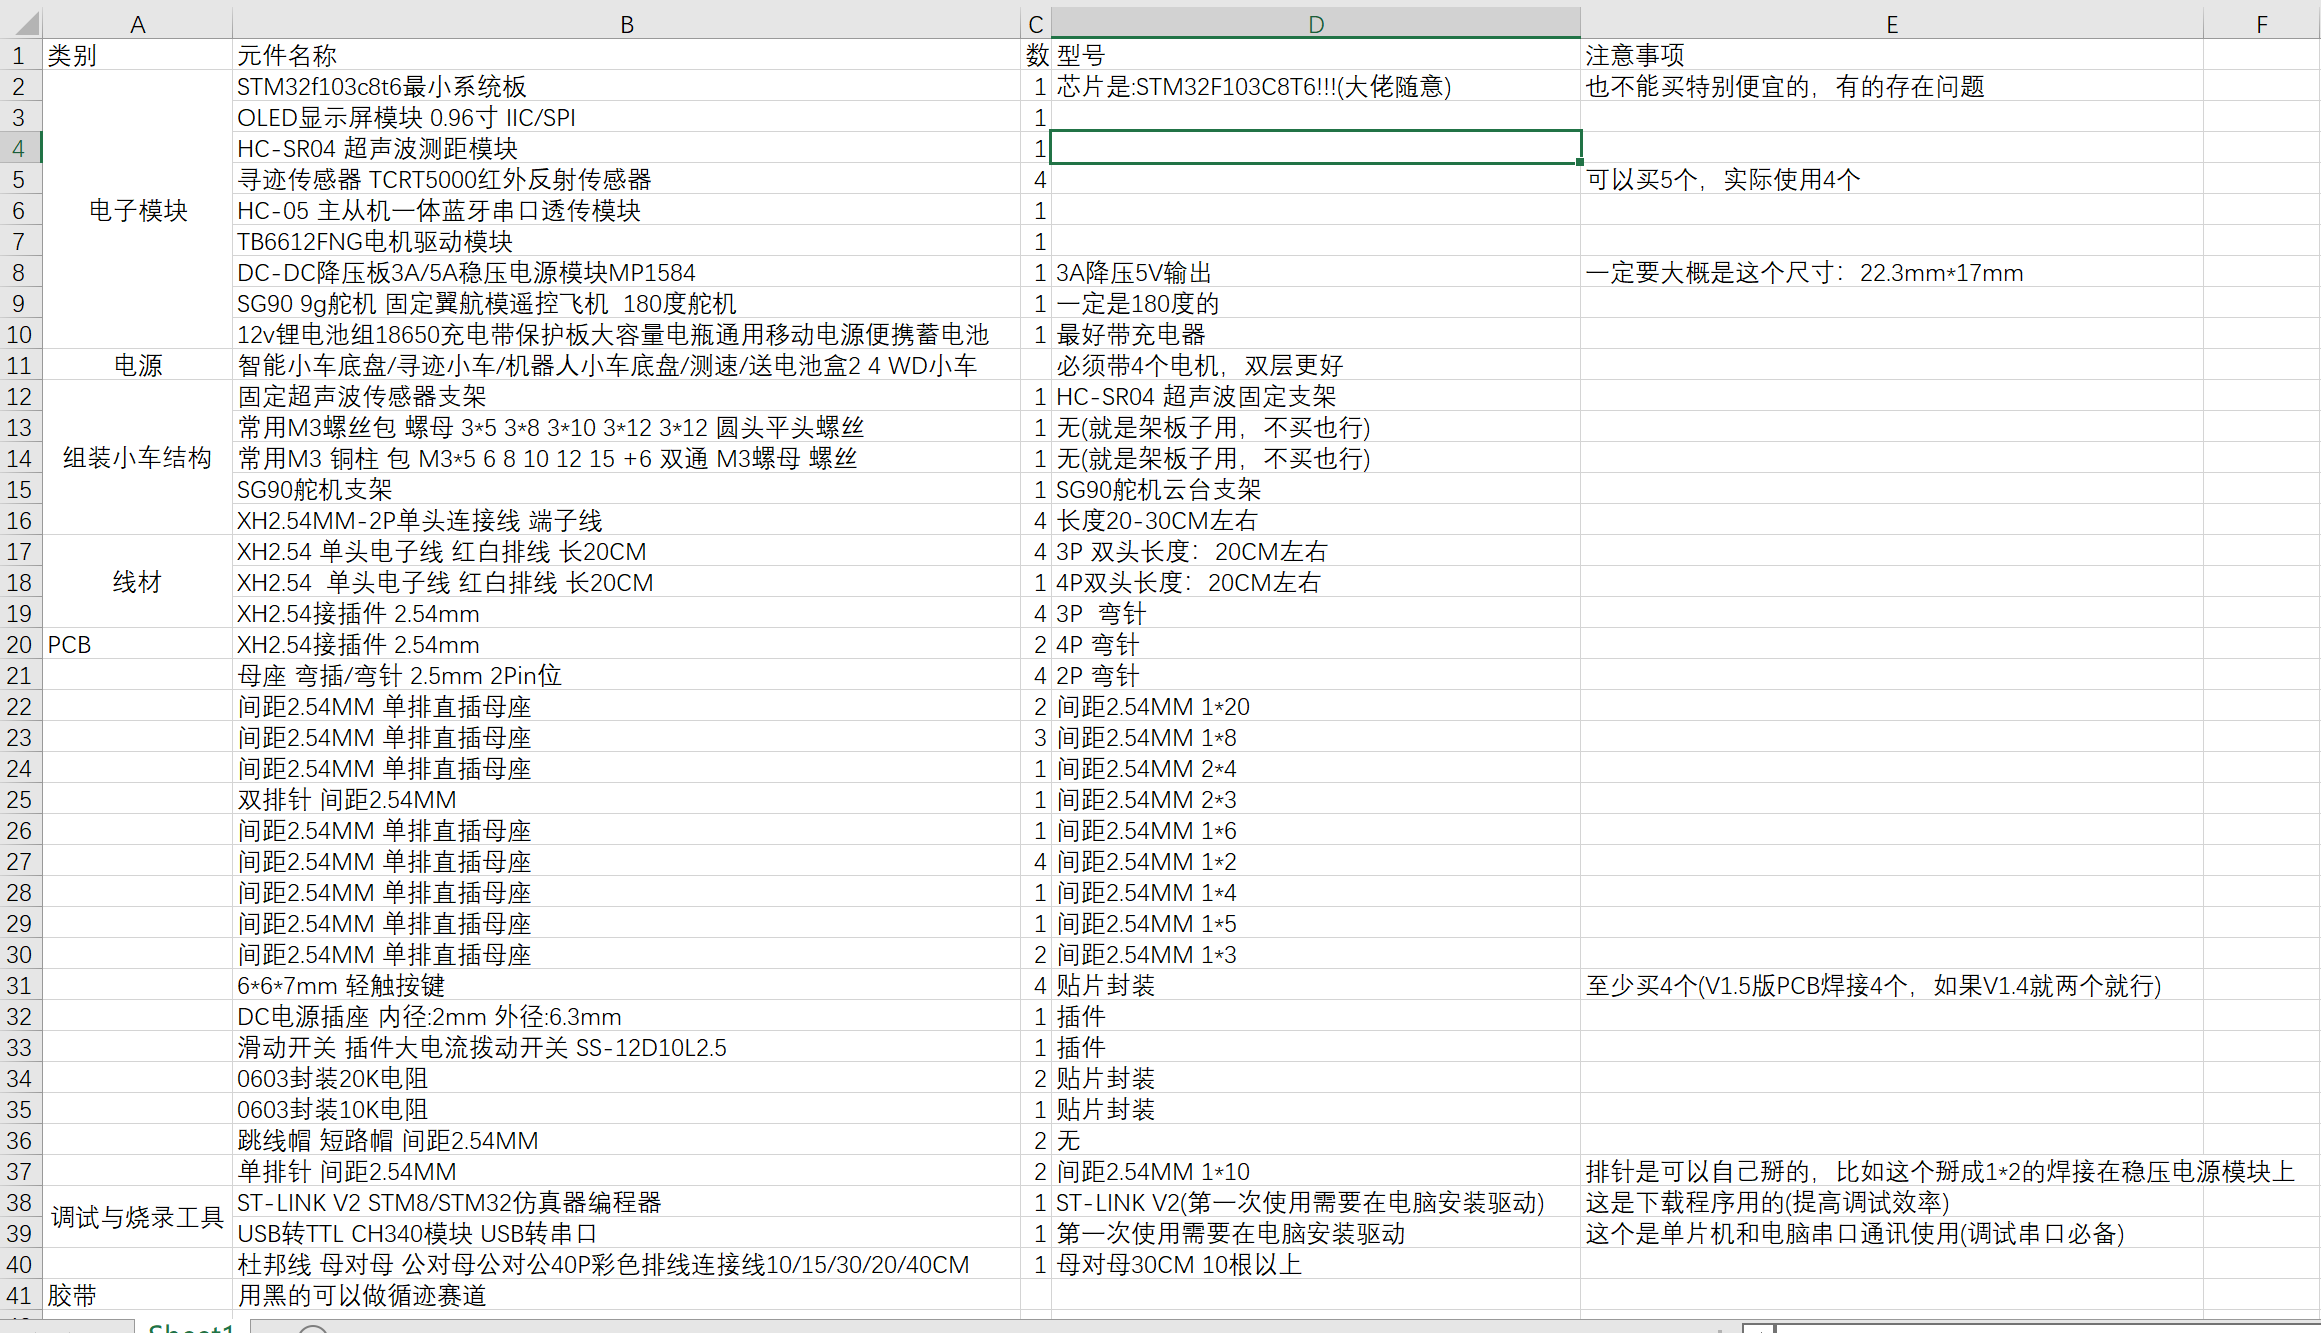 A B C D E F
1 类别 元件名称 数 型号 注意事项
2 STM32f103c8t6最小系统板 1 芯片是:STM32F103C8T6!!!(大佬随意) 也不能买特别便宜的，有的存在问题
3 OLED显示屏模块 0.96寸 IIC/SPI 1
4 HC-SR04 超声波测距模块 1
5 寻迹传感器 TCRT5000红外反射传感器 4 可以买5个，实际使用4个
6 电子模块 HC-05 主从机一体蓝牙串口透传模块 1
7 TB6612FNG电机驱动模块 1
8 DC-DC降压板3A/5A稳压电源模块MP1584 1 3A降压5V输出 一定要大概是这个尺寸：22.3mm*17mm
9 SG90 9g舵机 固定翼航模遥控飞机  180度舵机 1 一定是180度的
10 12v锂电池组18650充电带保护板大容量电瓶通用移动电源便携蓄电池 1 最好带充电器
11 电源 智能小车底盘/寻迹小车/机器人小车底盘/测速/送电池盒2 4 WD小车 必须带4个电机，双层更好
12 固定超声波传感器支架 1 HC-SR04 超声波固定支架
13 常用M3螺丝包 螺母 3*5 3*8 3*10 3*12 3*12 圆头平头螺丝 1 无(就是架板子用，不买也行)
14 组装小车结构 常用M3 铜柱 包 M3*5 6 8 10 12 15 +6 双通 M3螺母 螺丝 1 无(就是架板子用，不买也行)
15 SG90舵机支架 1 SG90舵机云台支架
16 XH2.54MM-2P单头连接线 端子线 4 长度20-30CM左右
17 XH2.54 单头电子线 红白排线 长20CM 4 3P 双头长度：20CM左右
18 线材 XH2.54  单头电子线 红白排线 长20CM 1 4P双头长度：20CM左右
19 XH2.54接插件 2.54mm 4 3P  弯针
20 PCB XH2.54接插件 2.54mm 2 4P 弯针
21 母座 弯插/弯针 2.5mm 2Pin位 4 2P 弯针
22 间距2.54MM 单排直插母座 2 间距2.54MM 1*20
23 间距2.54MM 单排直插母座 3 间距2.54MM 1*8
24 间距2.54MM 单排直插母座 1 间距2.54MM 2*4
25 双排针 间距2.54MM 1 间距2.54MM 2*3
26 间距2.54MM 单排直插母座 1 间距2.54MM 1*6
27 间距2.54MM 单排直插母座 4 间距2.54MM 1*2
28 间距2.54MM 单排直插母座 1 间距2.54MM 1*4
29 间距2.54MM 单排直插母座 1 间距2.54MM 1*5
30 间距2.54MM 单排直插母座 2 间距2.54MM 1*3
31 6*6*7mm 轻触按键 4 贴片封装 至少买4个(V1.5版PCB焊接4个，如果V1.4就两个就行)
32 DC电源插座 内径:2mm 外径:6.3mm 1 插件
33 滑动开关 插件大电流拨动开关 SS-12D10L2.5 1 插件
34 0603封装20K电阻 2 贴片封装
35 0603封装10K电阻 1 贴片封装
36 跳线帽 短路帽 间距2.54MM 2 无
37 单排针 间距2.54MM 2 间距2.54MM 1*10 排针是可以自己掰的，比如这个掰成1*2的焊接在稳压电源模块上
38 ST-LINK V2 STM8/STM32仿真器编程器 1 ST-LINK V2(第一次使用需要在电脑安装驱动) 这是下载程序用的(提高调试效率)
调试与烧录工具
39 USB转TTL CH340模块 USB转串口 1 第一次使用需要在电脑安装驱动 这个是单片机和电脑串口通讯使用(调试串口必备)
40 杜邦线 母对母 公对母公对公40P彩色排线连接线10/15/30/20/40CM 1 母对母30CM 10根以上
41 胶带 用黑的可以做循迹赛道
Sheet1